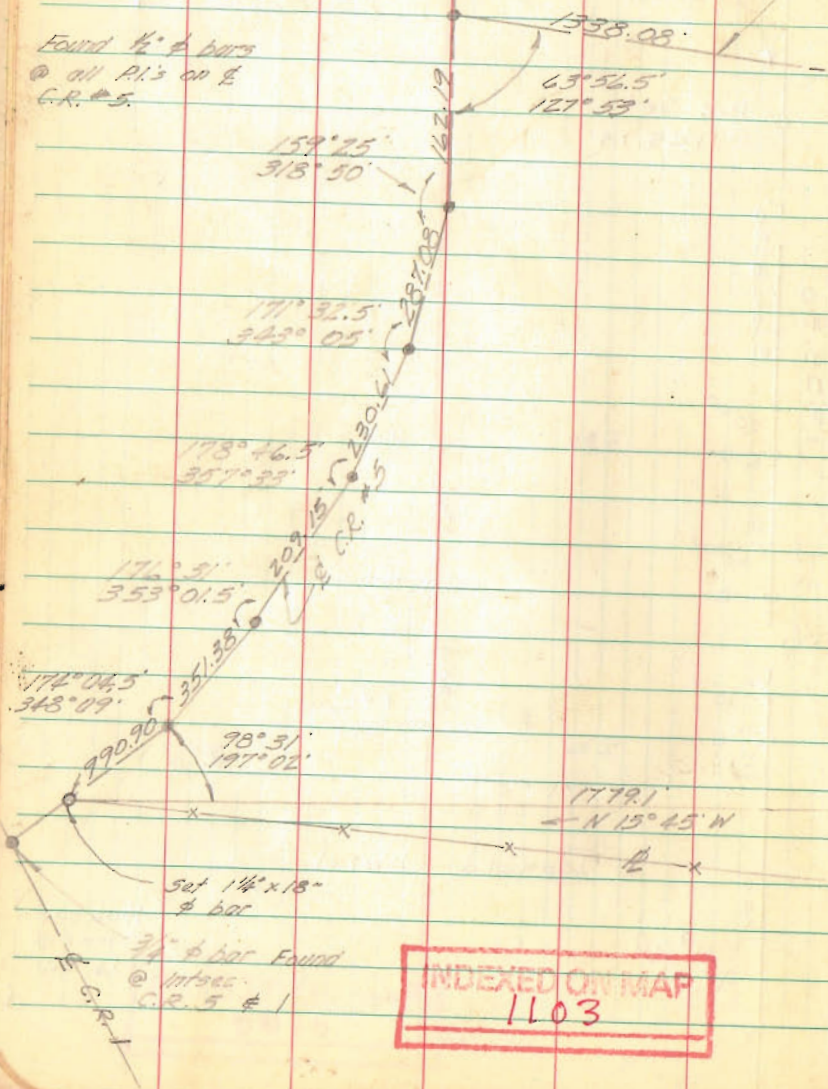 1338.08
Found ½" ⌀ bars
@ all P.I.'s on ℄
C.R. #5
63°56.5'
127°53'
162.19
159°25'
318°50'
287.08
171°32.5'
343°05'
230.61
178°46.5'
357°33'
209.15
℄ C.R. #5
176°31'
353°01.5'
351.38
174°04.5'
348°09'
990.90
98°31'
197°02'
1779.1'
N 15°45' W
Set 1¼" x 18"
⌀ bar
¾" ⌀ bar Found
@ intsec.
C.R. 5 & 1
℄ C.R. 1
INDEXED ON MAP
1103